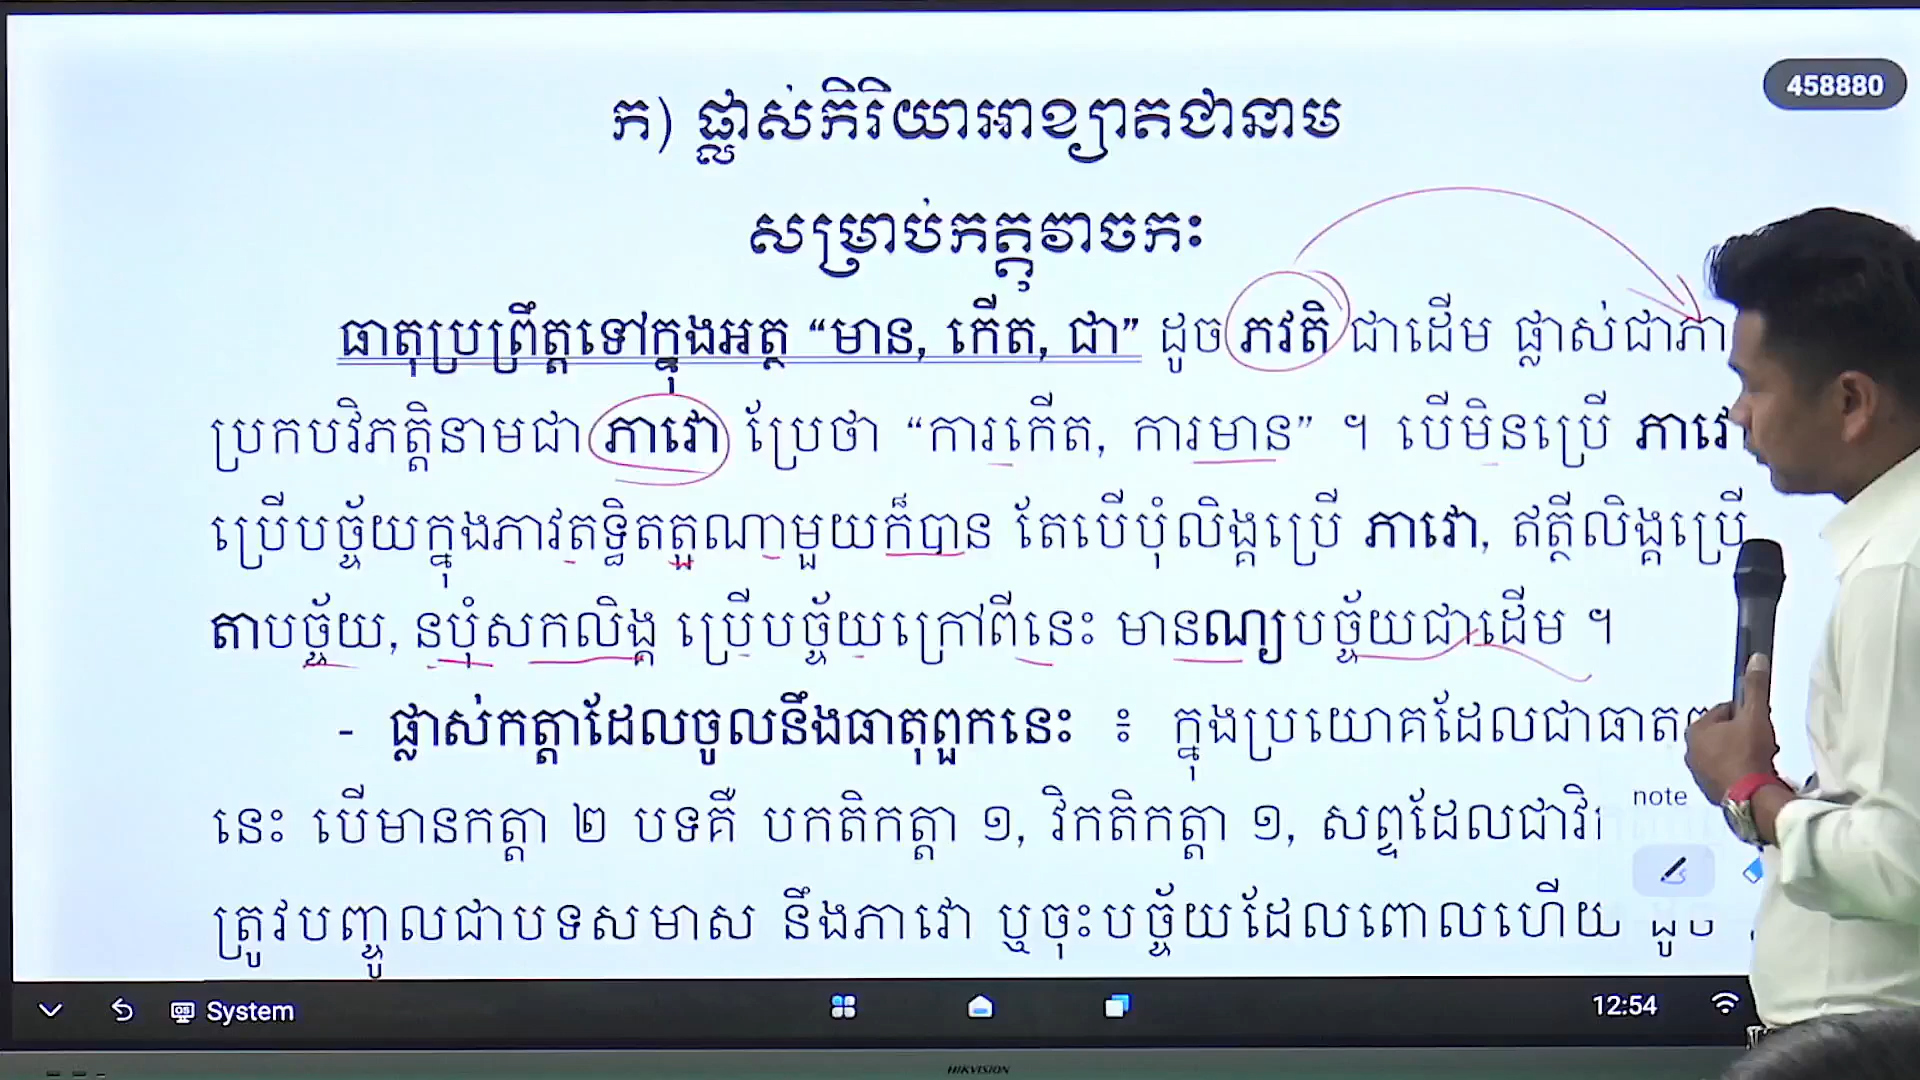 458880
ក) ផ្លាស់កិរិយាអាខ្យាតជានាម
សម្រាប់កត្តុវាចកៈ
ធាតុប្រព្រឹត្តទៅក្នុងអត្ថ “មាន, កើត, ជា” ដូច ភវតិ ជាដើម ផ្លាស់ជាភា
ប្រកបវិភត្តិនាមជា ភាវោ ប្រែថា “ការកើត, ការមាន” ។ បើមិនប្រើ ភាវោ
ប្រើបច្ច័យក្នុងភាវតទ្ធិតតួណាមួយក៏បាន តែបើបុំលិង្គប្រើ ភាវោ, ឥត្ថីលិង្គប្រើ
តាបច្ច័យ, នបុំសកលិង្គ ប្រើបច្ច័យក្រៅពីនេះ មានណ្យបច្ច័យជាដើម ។
- ផ្លាស់កត្តាដែលចូលនឹងធាតុពួកនេះ ៖ ក្នុងប្រយោគដែលជាធាតុ
នេះ បើមានកត្តា ២ បទគឺ បកតិកត្តា ១, វិកតិកត្តា ១, សព្ទដែលជា
ត្រូវបញ្ចូលជាបទសមាស នឹងភាវោ ឬចុះបច្ច័យដែលពោលហើយ ដូច
note
System
12:54
HIKVISION